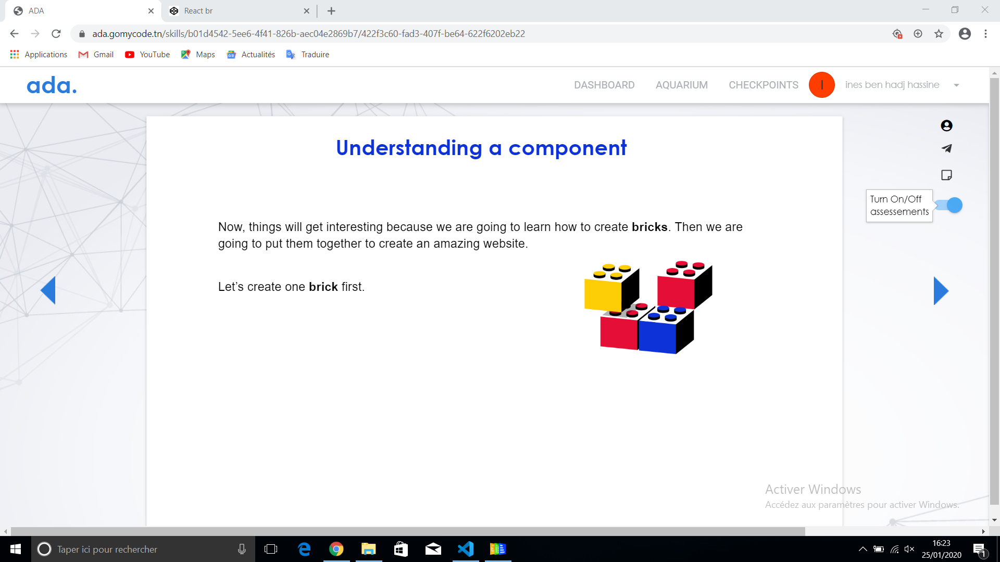 ADA
React br
ada.gomycode.tn/skills/b01d4542-5ee6-4f41-826b-aec04e2869b7/422f3c60-fad3-407f-be64-622f6202eb22
Applications Gmail YouTube Maps Actualités Traduire
ada.
DASHBOARD AQUARIUM CHECKPOINTS I ines ben hadj hassine
Understanding a component
Turn On/Off
assessements
Now, things will get interesting because we are going to learn how to create bricks. Then we are
going to put them together to create an amazing website.
Let’s create one brick first.
Activer Windows
Accédez aux paramètres pour activer Windows.
Taper ici pour rechercher
16:23
25/01/2020
1